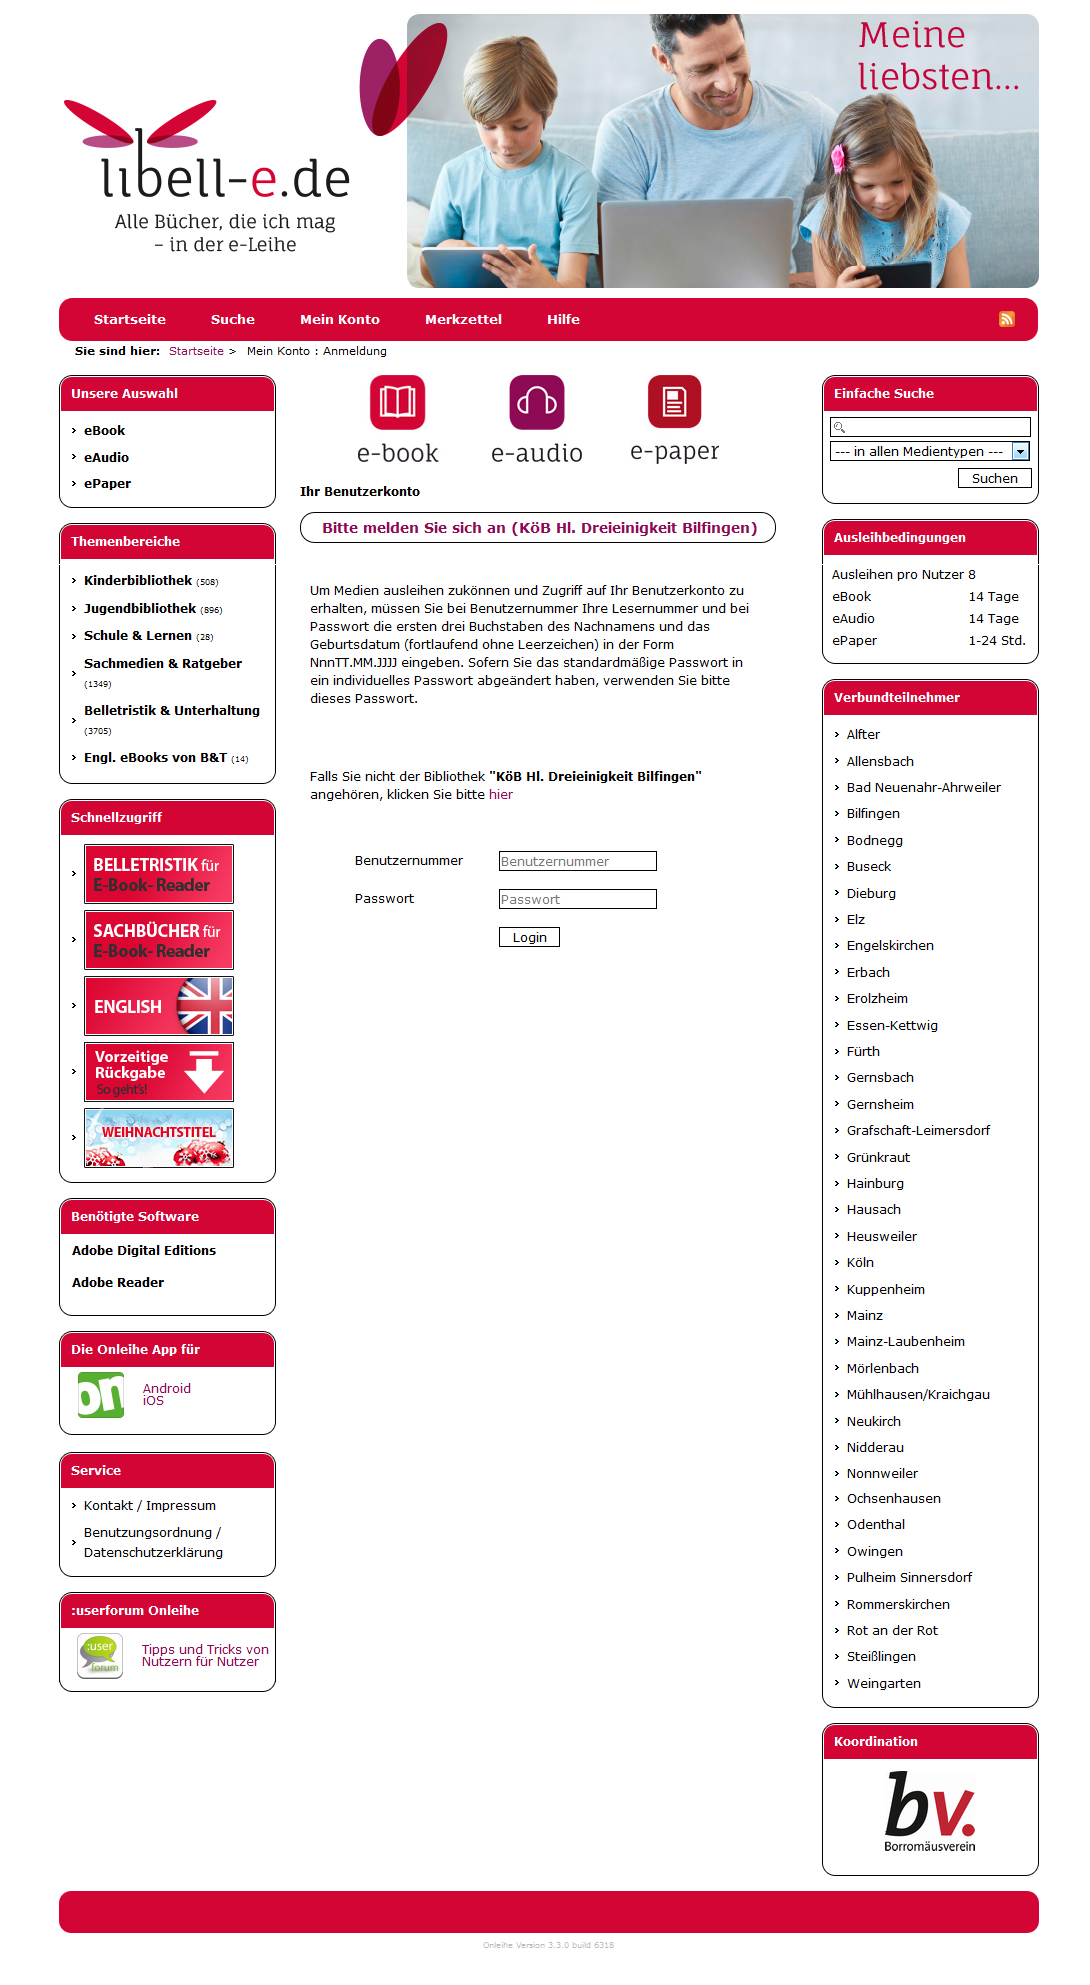 Meine
liebsten...
libell-e.de
Alle Bücher, die ich mag
– in der e-Leihe
Startseite Suche Mein Konto Merkzettel Hilfe
Sie sind hier: Startseite > Mein Konto : Anmeldung
Unsere Auswahl
eBook
eAudio
ePaper
Themenbereiche
Kinderbibliothek (508)
Jugendbibliothek (896)
Schule & Lernen (28)
Sachmedien & Ratgeber
(1349)
Belletristik & Unterhaltung
(3705)
Engl. eBooks von B&T (14)
Schnellzugriff
BELLETRISTIK für
E-Book- Reader
SACHBÜCHER für
E-Book- Reader
ENGLISH
Vorzeitige
Rückgabe
So geht's!
WEIHNACHTSTITEL
Benötigte Software
Adobe Digital Editions
Adobe Reader
Die Onleihe App für
on
Android
iOS
Service
Kontakt / Impressum
Benutzungsordnung /
Datenschutzerklärung
:userforum Onleihe
:user
forum
Tipps und Tricks von
Nutzern für Nutzer
e-book e-audio e-paper
Ihr Benutzerkonto
Bitte melden Sie sich an (KöB Hl. Dreieinigkeit Bilfingen)
Um Medien ausleihen zukönnen und Zugriff auf Ihr Benutzerkonto zu
erhalten, müssen Sie bei Benutzernummer Ihre Lesernummer und bei
Passwort die ersten drei Buchstaben des Nachnamens und das
Geburtsdatum (fortlaufend ohne Leerzeichen) in der Form
NnnTT.MM.JJJJ eingeben. Sofern Sie das standardmäßige Passwort in
ein individuelles Passwort abgeändert haben, verwenden Sie bitte
dieses Passwort.
Falls Sie nicht der Bibliothek "KöB Hl. Dreieinigkeit Bilfingen"
angehören, klicken Sie bitte hier
Benutzernummer Benutzernummer
Passwort Passwort
Login
Einfache Suche
--- in allen Medientypen ---
Suchen
Ausleihbedingungen
Ausleihen pro Nutzer 8
eBook 14 Tage
eAudio 14 Tage
ePaper 1-24 Std.
Verbundteilnehmer
Alfter
Allensbach
Bad Neuenahr-Ahrweiler
Bilfingen
Bodnegg
Buseck
Dieburg
Elz
Engelskirchen
Erbach
Erolzheim
Essen-Kettwig
Fürth
Gernsbach
Gernsheim
Grafschaft-Leimersdorf
Grünkraut
Hainburg
Hausach
Heusweiler
Köln
Kuppenheim
Mainz
Mainz-Laubenheim
Mörlenbach
Mühlhausen/Kraichgau
Neukirch
Nidderau
Nonnweiler
Ochsenhausen
Odenthal
Owingen
Pulheim Sinnersdorf
Rommerskirchen
Rot an der Rot
Steißlingen
Weingarten
Koordination
bv.
Borromäusverein
Onleihe Version 3.3.0 build 6318